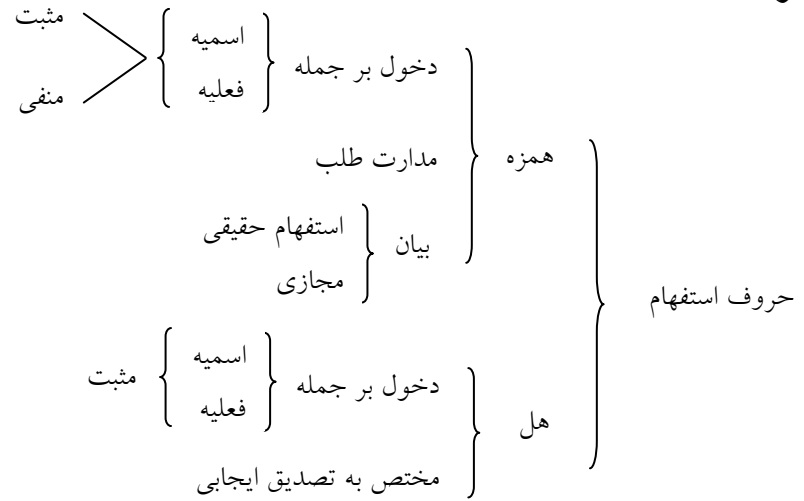 حروف استفهام
همزه
دخول بر جمله
اسمیه
فعلیه
مثبت
منفی
مدارت طلب
بیان
استفهام حقیقی
مجازی
هل
دخول بر جمله
اسمیه
فعلیه
مثبت
مختص به تصدیق ایجابی